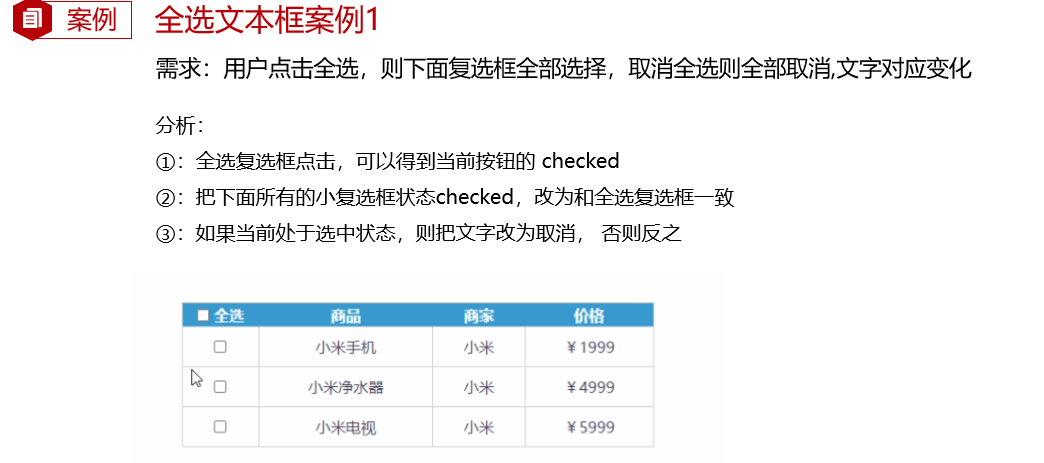 案例 全选文本框案例1
需求：用户点击全选，则下面复选框全部选择，取消全选则全部取消,文字对应变化
分析：
①：全选复选框点击，可以得到当前按钮的 checked
②：把下面所有的小复选框状态checked，改为和全选复选框一致
③：如果当前处于选中状态，则把文字改为取消， 否则反之
全选 商品 商家 价格
小米手机 小米 ￥1999
小米净水器 小米 ￥4999
小米电视 小米 ￥5999